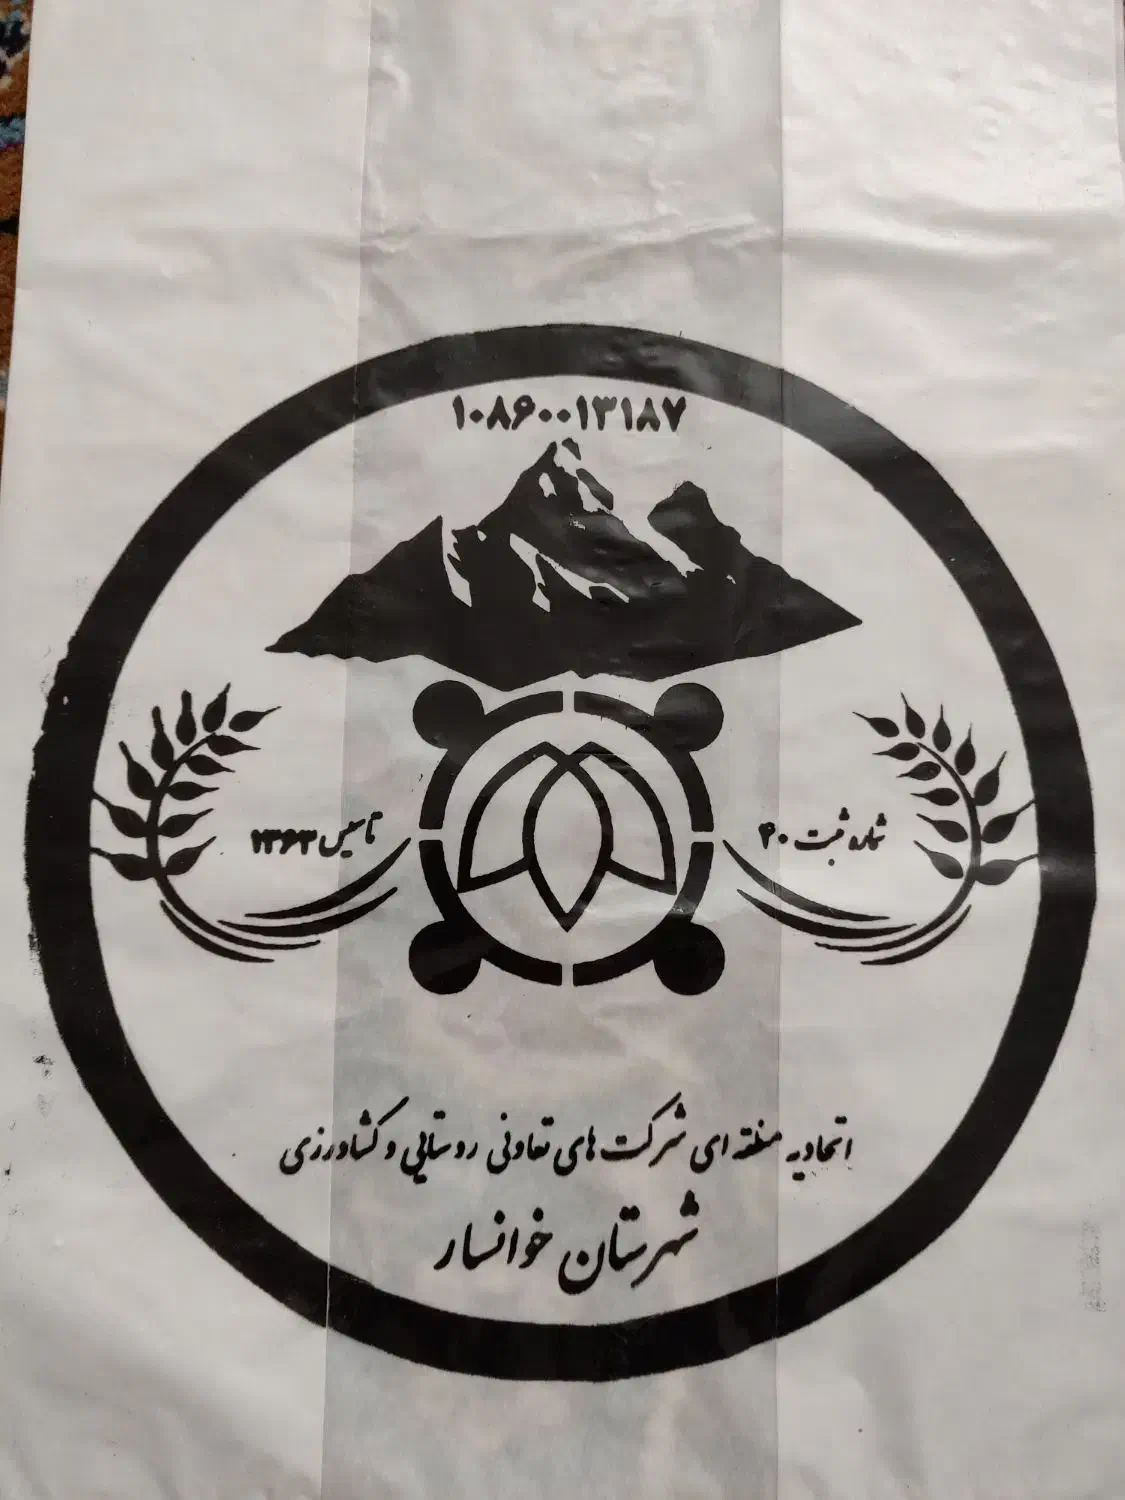 ۱۰۸۶۰۰۱۳۱۸۷
شماره ثبت ۴۰
تاسیس ۱۳۶۳
اتحادیه منطقه ای شرکت های تعاونی روستایی و کشاورزی
شهرستان خوانسار